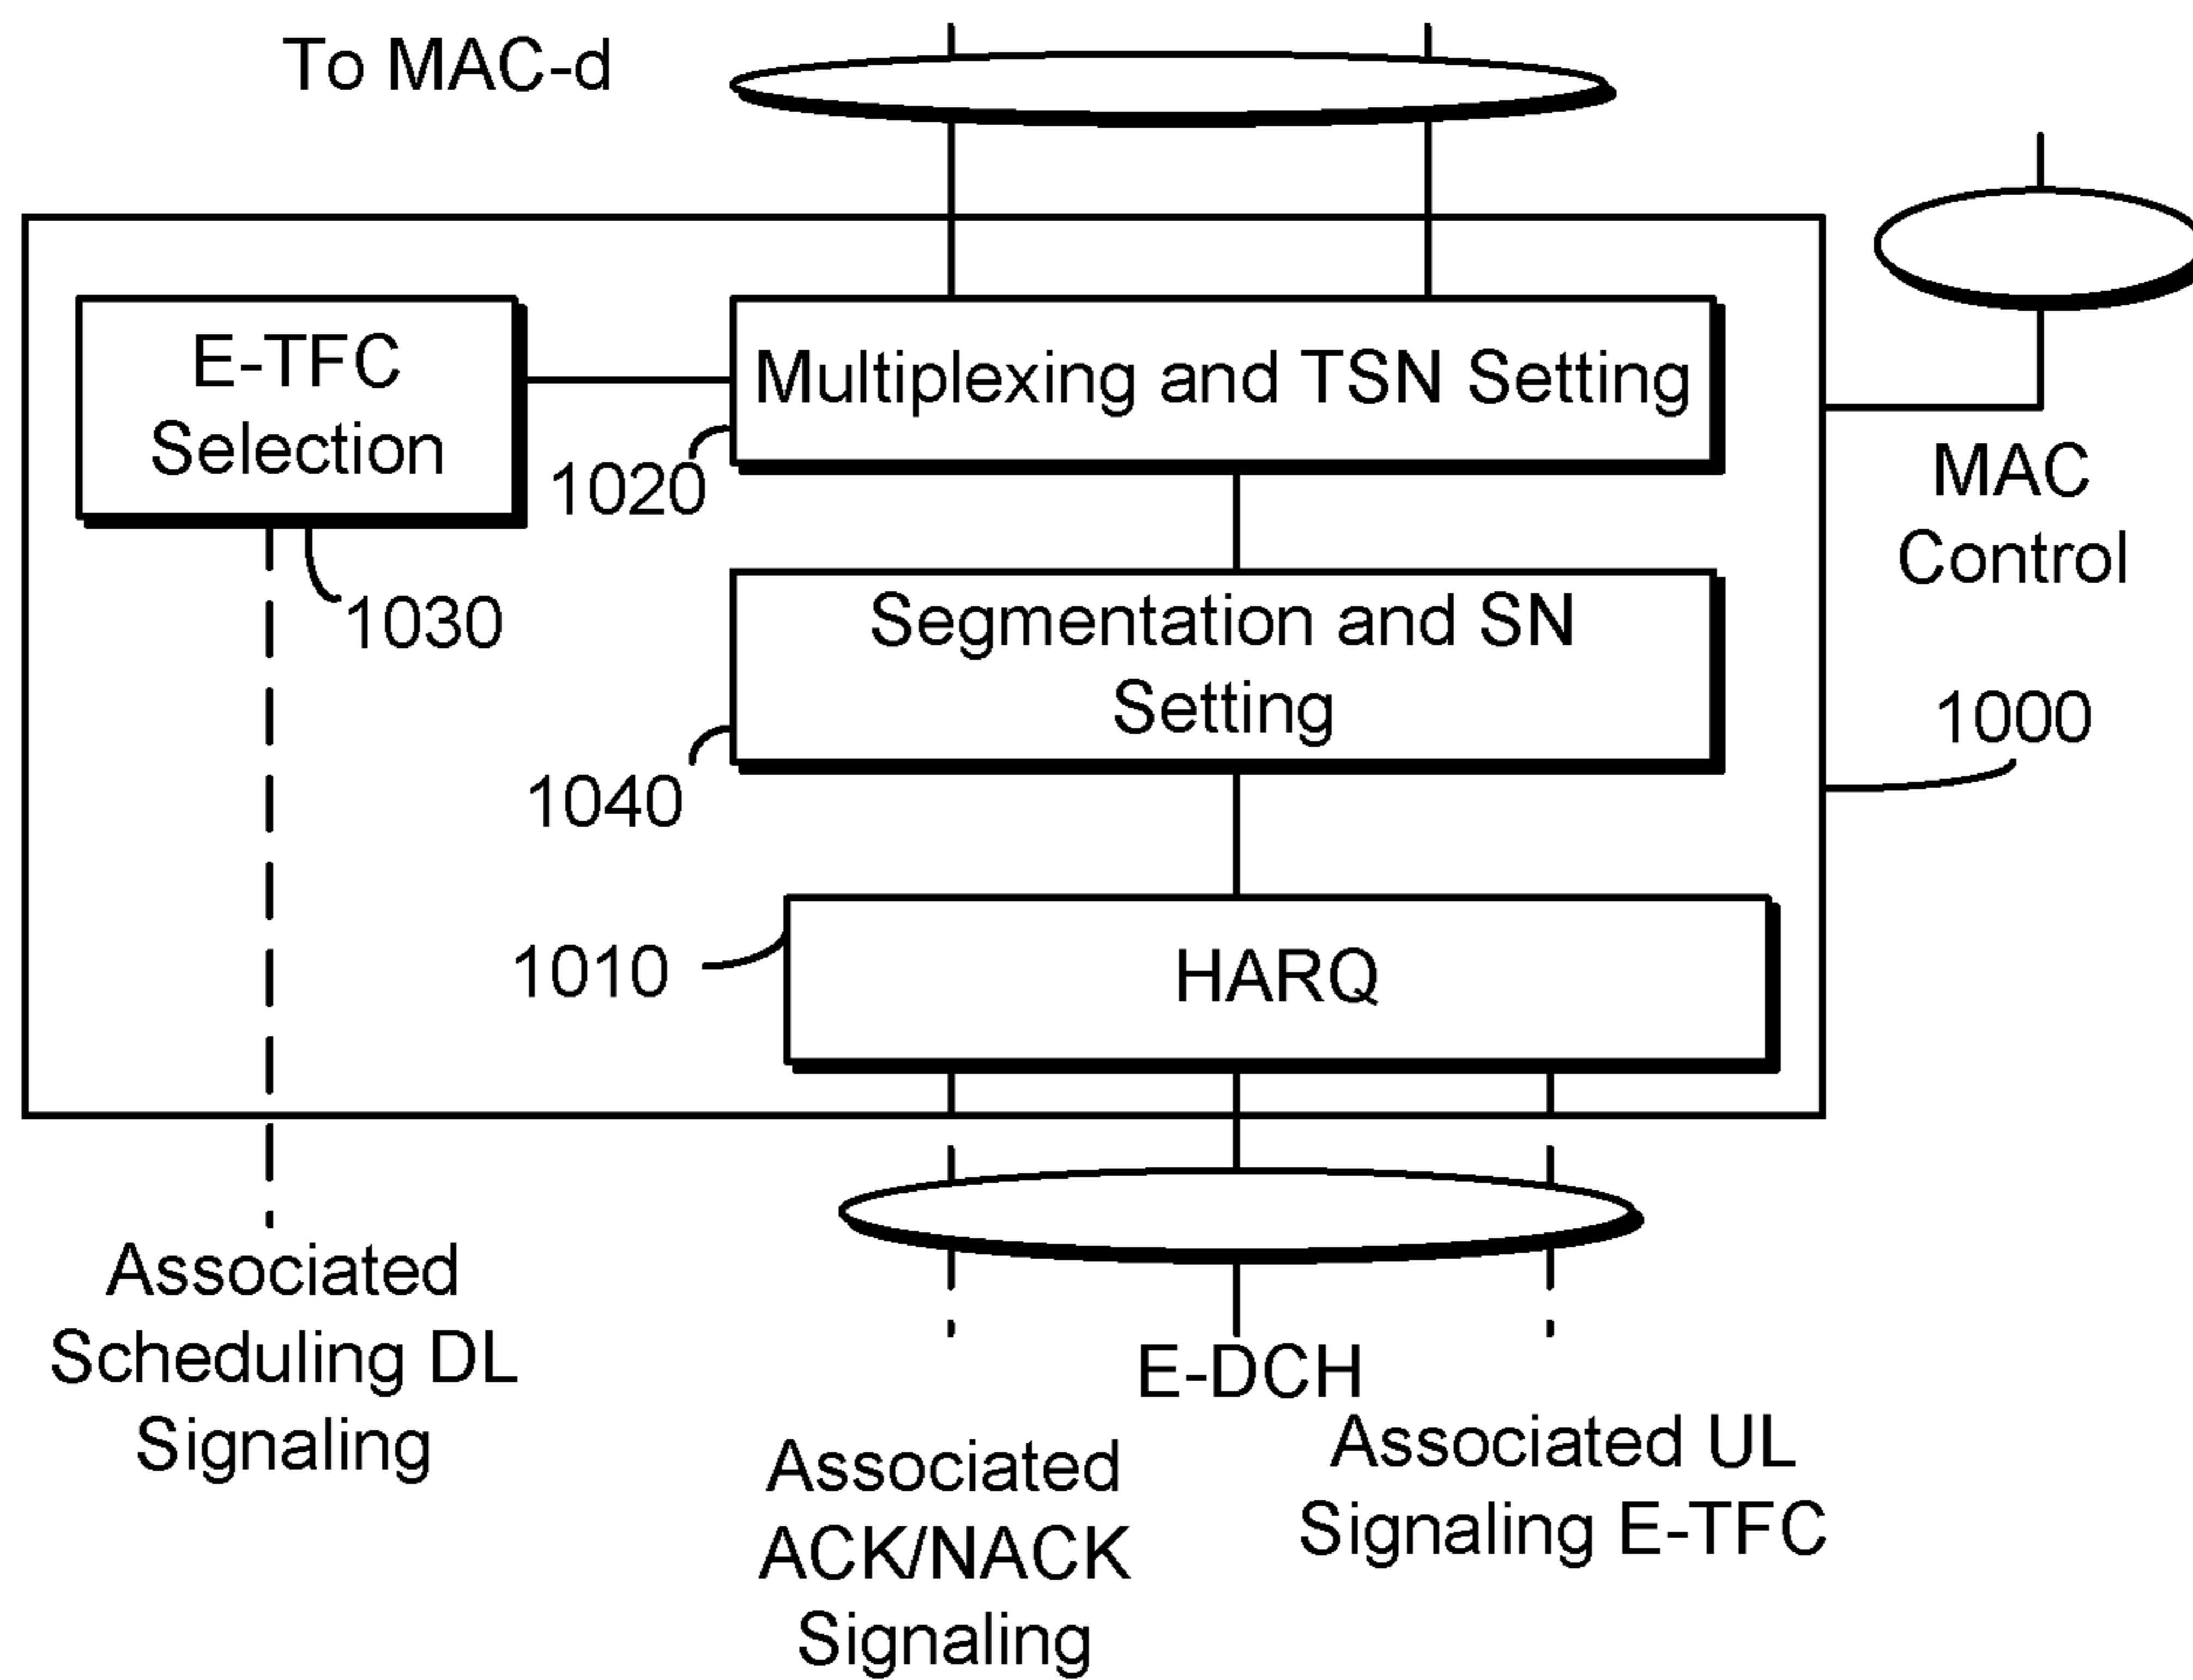 To MAC-d
E-TFC
Selection
Multiplexing and TSN Setting
1020
1030
MAC
Control
Segmentation and SN
Setting
1040
1000
1010
HARQ
Associated
Scheduling DL
Signaling
E-DCH
Associated
ACK/NACK
Signaling
Associated UL
Signaling E-TFC